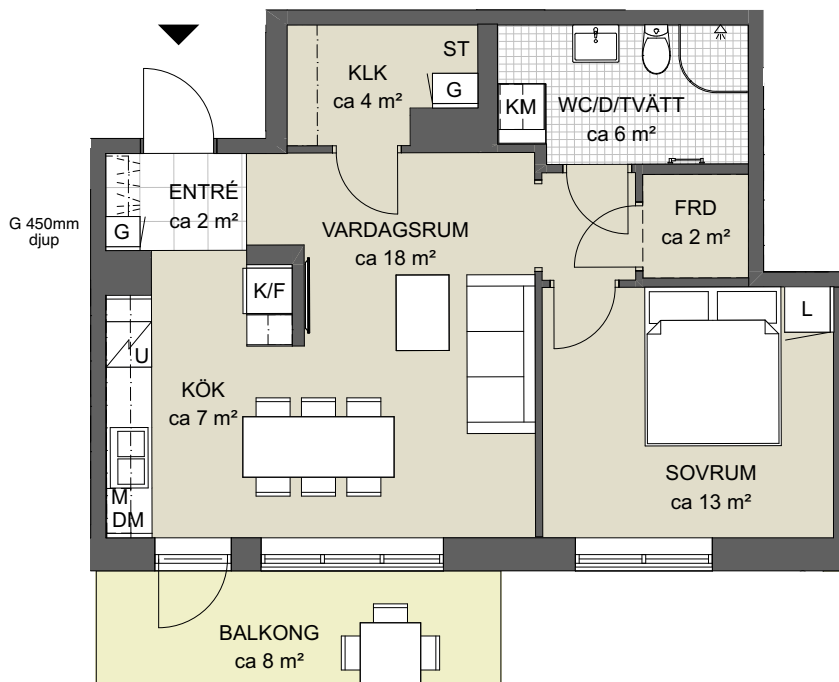 ST
KLK
ca 4 m²
G
KM
WC/D/TVÄTT
ca 6 m²
ENTRÉ
ca 2 m²
G 450mm
djup
G
VARDAGSRUM
ca 18 m²
FRD
ca 2 m²
K/F
L
U
KÖK
ca 7 m²
SOVRUM
ca 13 m²
M
DM
BALKONG
ca 8 m²